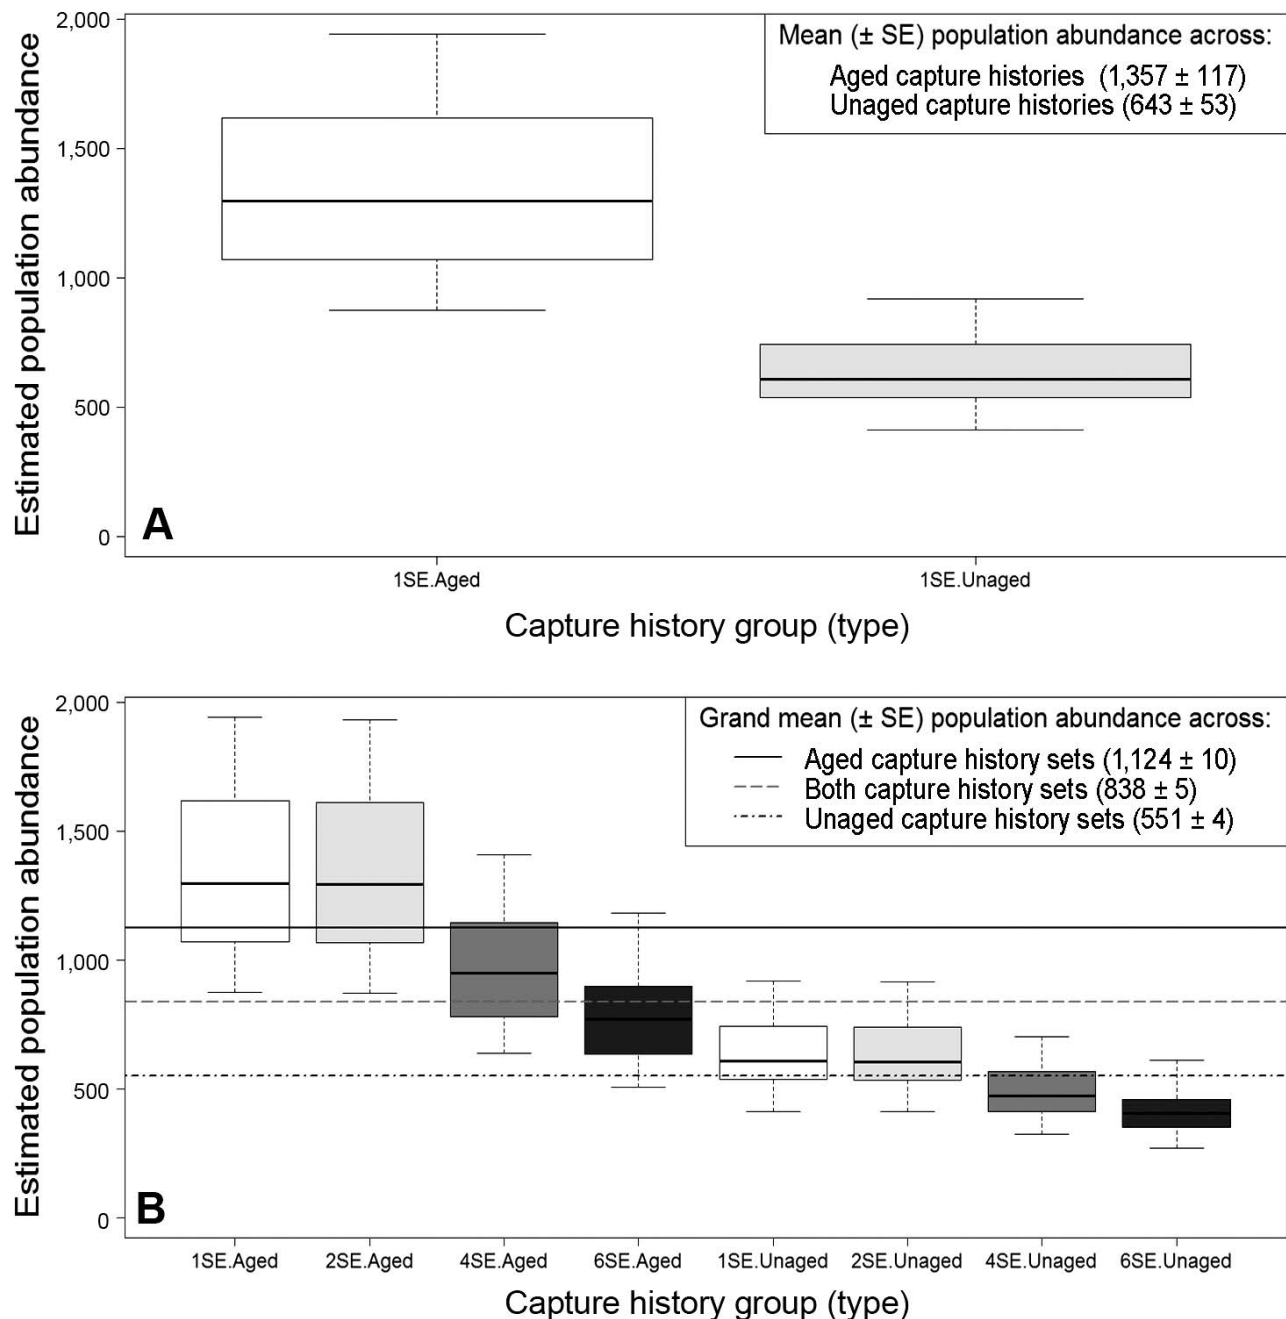 Estimated population abundance
2,000
1,500
1,000
500
0
Mean (± SE) population abundance across:
Aged capture histories (1,357 ± 117)
Unaged capture histories (643 ± 53)
A
1SE.Aged 1SE.Unaged
Capture history group (type)
Estimated population abundance
2,000
1,500
1,000
500
0
Grand mean (± SE) population abundance across:
Aged capture history sets (1,124 ± 10)
Both capture history sets (838 ± 5)
Unaged capture history sets (551 ± 4)
B
1SE.Aged 2SE.Aged 4SE.Aged 6SE.Aged 1SE.Unaged 2SE.Unaged 4SE.Unaged 6SE.Unaged
Capture history group (type)